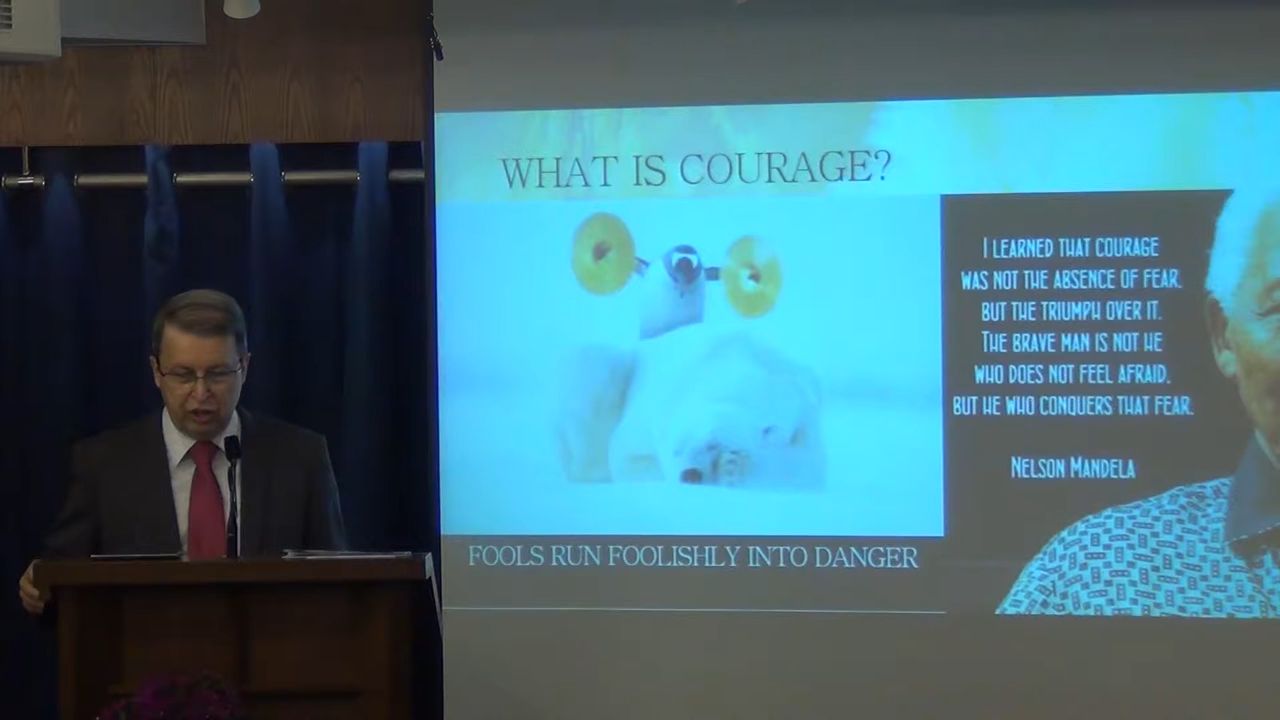 WHAT IS COURAGE?
I LEARNED THAT COURAGE
WAS NOT THE ABSENCE OF FEAR,
BUT THE TRIUMPH OVER IT.
THE BRAVE MAN IS NOT HE
WHO DOES NOT FEEL AFRAID,
BUT HE WHO CONQUERS THAT FEAR.
NELSON MANDELA
FOOLS RUN FOOLISHLY INTO DANGER